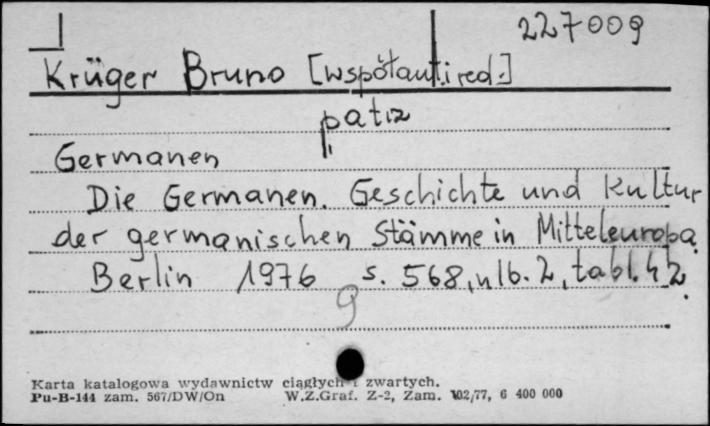 227009
Krüger Bruno [współaut. i red.]
patrz
Germanen
Die Germanen. Geschichte und Kultur
der germanischen Stämme in Mitteleuropa.
Berlin 1976 s. 568, nlb. 2, tabl. 42.
9
Karta katalogowa wydawnictw ciągłych i zwartych.
Pu-B-144 zam. 567/DW/On W.Z.Graf. Z-2, Zam. 102/77, 6 400 000